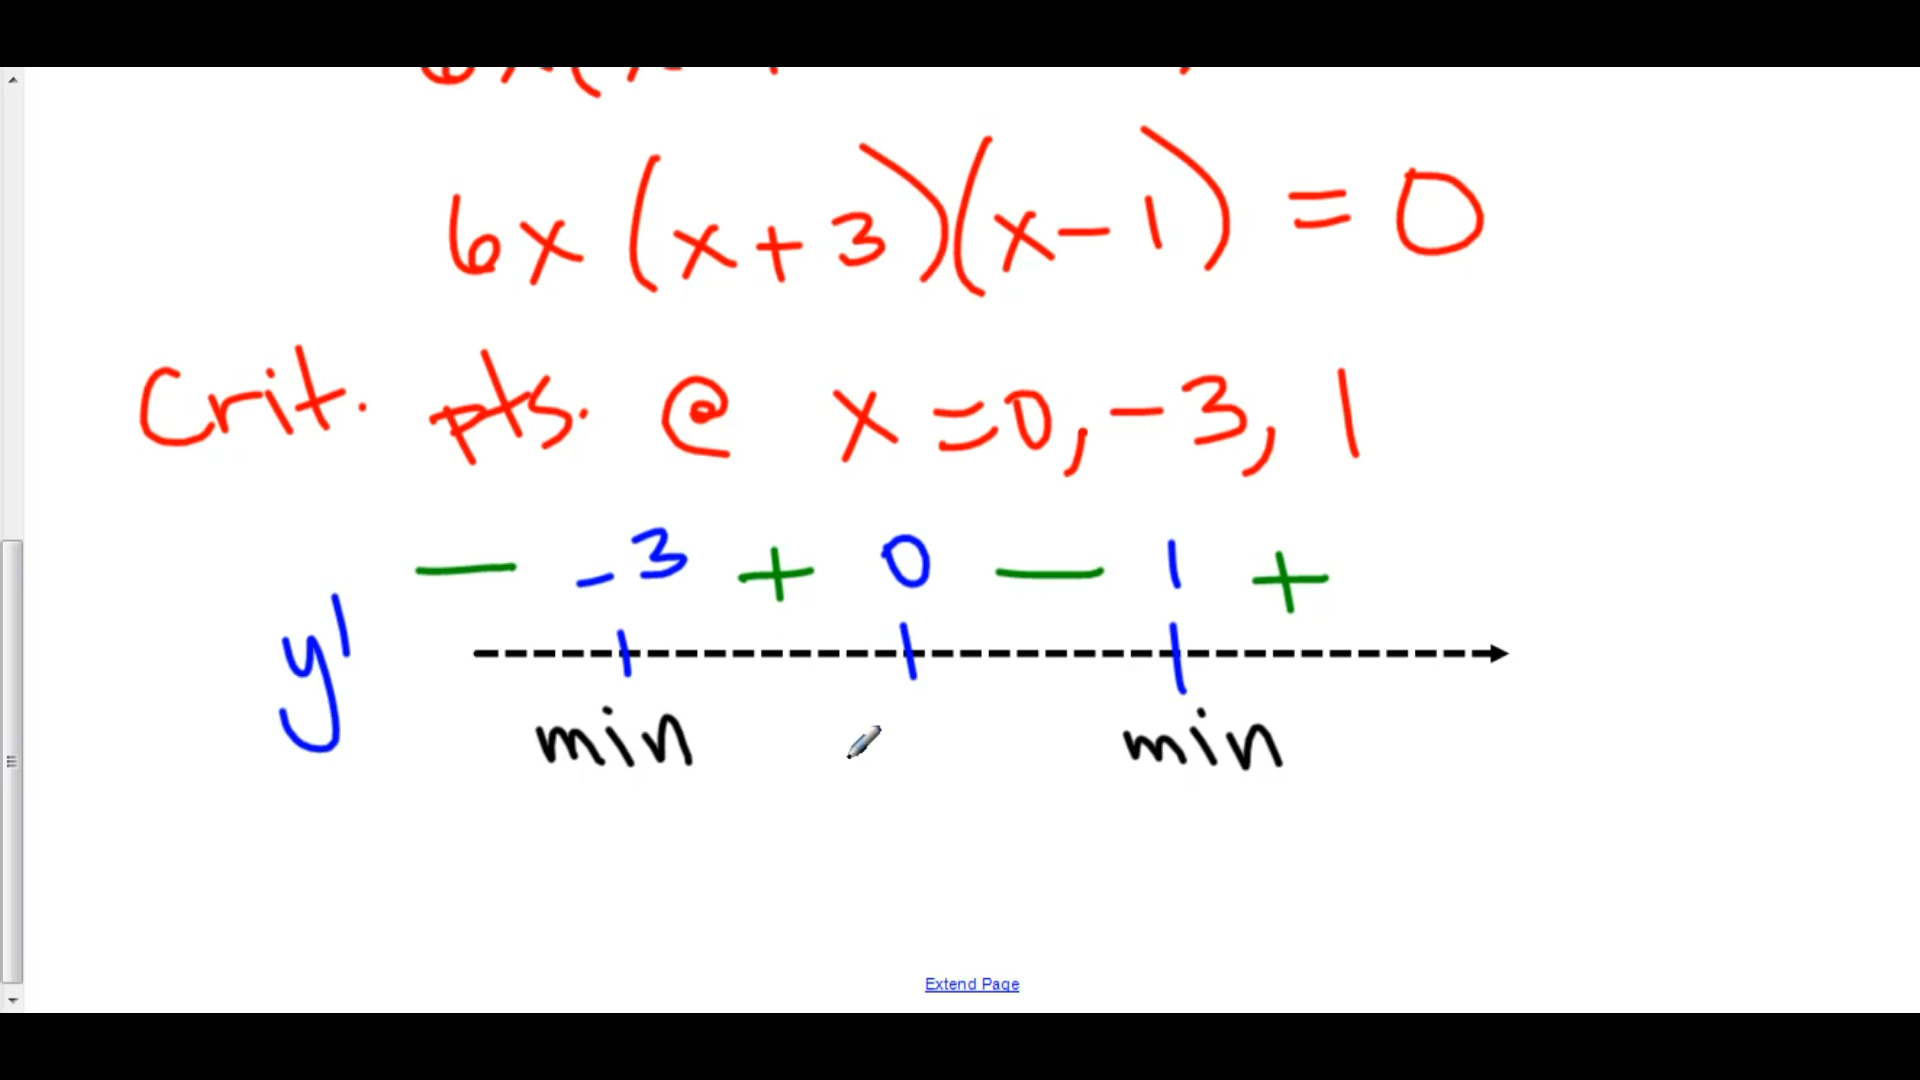 6x(x+3)(x-1) = 0
Crit. pts. @ x = 0, -3, 1
— -3 + 0 — 1 +
y'
min min
Extend Page